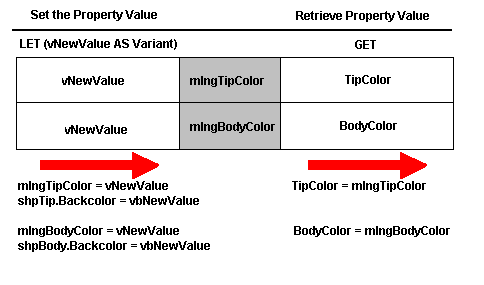 Set the Property Value Retrieve Property Value
LET (vNewValue AS Variant) GET
vNewValue mlngTipColor TipColor
vNewValue mlngBodyColor BodyColor
mlngTipColor = vNewValue TipColor = mlngTipColor
shpTip.Backcolor = vbNewValue
mlngBodyColor = vNewValue BodyColor = mlngBodyColor
shpBody.Backcolor = vbNewValue